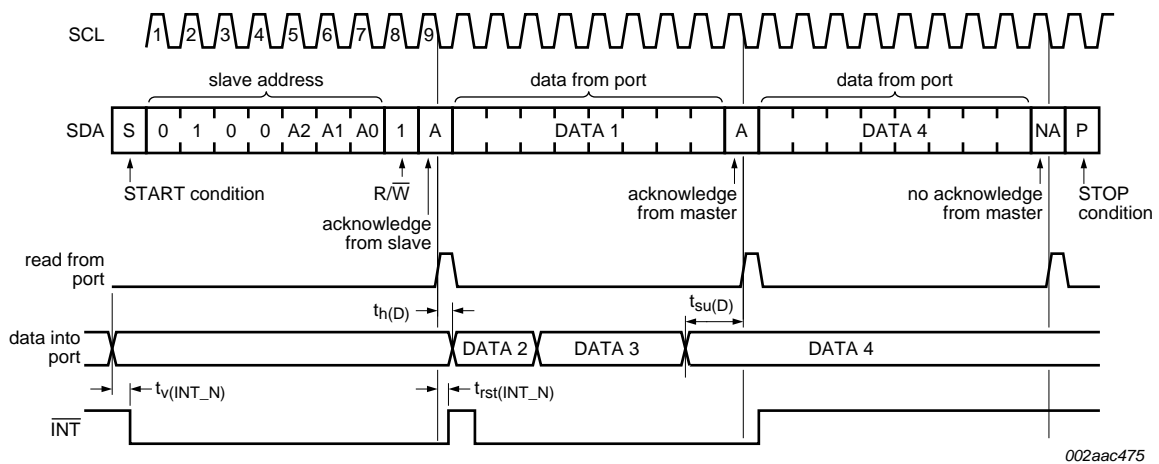 SCL
1 2 3 4 5 6 7 8 9
slave address
data from port
data from port
SDA
S 0 1 0 0 A2 A1 A0 1 A DATA 1 A DATA 4 NA P
START condition
R/W̅
acknowledge
from slave
acknowledge
from master
no acknowledge
from master
STOP
condition
read from
port
th(D)
tsu(D)
data into
port
DATA 2 DATA 3 DATA 4
tv(INT_N)
trst(INT_N)
I̅N̅T̅
002aac475